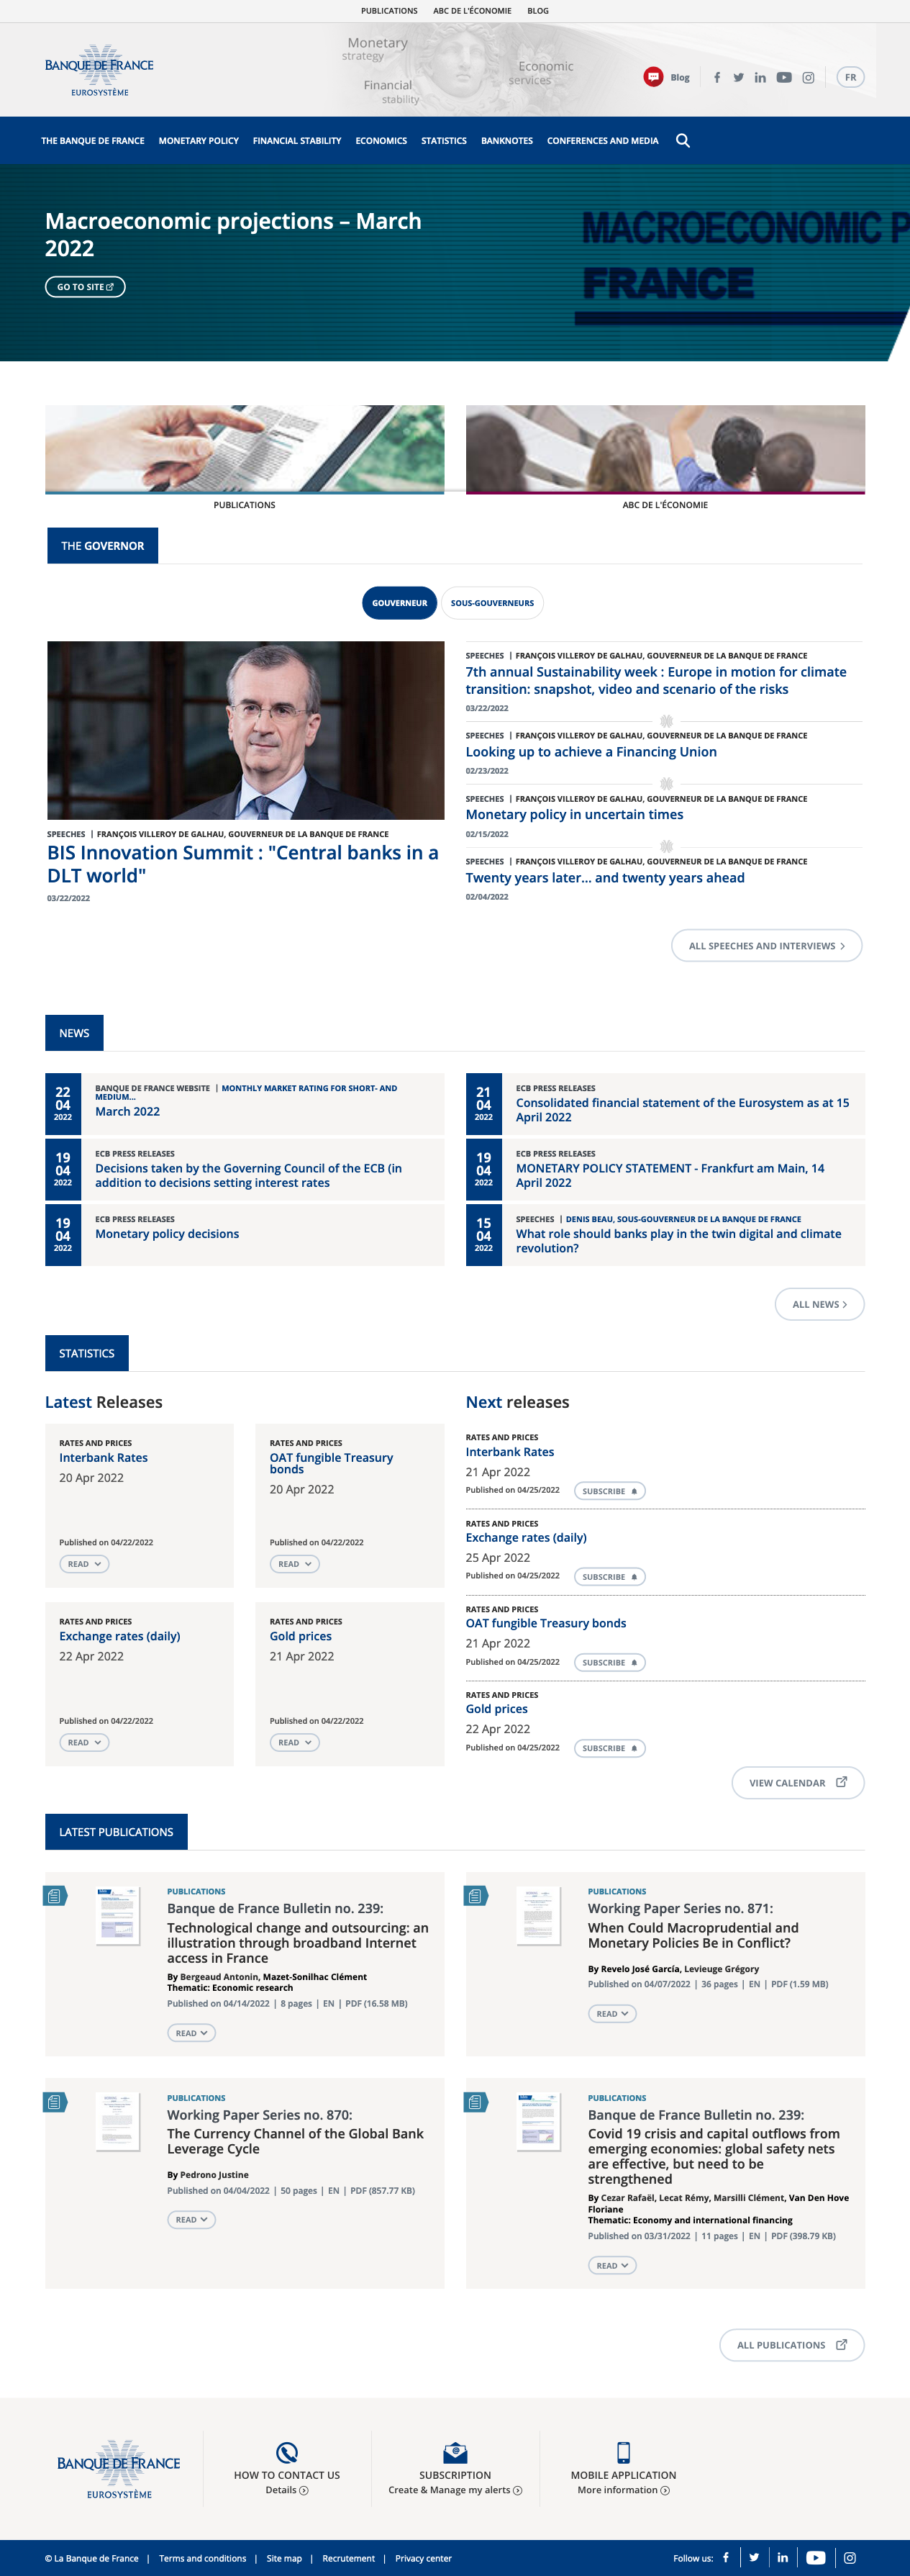 PUBLICATIONS ABC DE L'ÉCONOMIE BLOG
Monetary
strategy
Economic
services
Financial
stability
BANQUE DE FRANCE
EUROSYSTÈME
Blog
FR
THE BANQUE DE FRANCE MONETARY POLICY FINANCIAL STABILITY ECONOMICS STATISTICS BANKNOTES CONFERENCES AND MEDIA
Macroeconomic projections – March
2022
GO TO SITE
MACROECONOMIC P
FRANCE
PUBLICATIONS
ABC DE L'ÉCONOMIE
THE GOVERNOR
GOUVERNEUR SOUS-GOUVERNEURS
SPEECHES | FRANÇOIS VILLEROY DE GALHAU, GOUVERNEUR DE LA BANQUE DE FRANCE
BIS Innovation Summit : "Central banks in a
DLT world"
03/22/2022
SPEECHES | FRANÇOIS VILLEROY DE GALHAU, GOUVERNEUR DE LA BANQUE DE FRANCE
7th annual Sustainability week : Europe in motion for climate
transition: snapshot, video and scenario of the risks
03/22/2022
SPEECHES | FRANÇOIS VILLEROY DE GALHAU, GOUVERNEUR DE LA BANQUE DE FRANCE
Looking up to achieve a Financing Union
02/23/2022
SPEECHES | FRANÇOIS VILLEROY DE GALHAU, GOUVERNEUR DE LA BANQUE DE FRANCE
Monetary policy in uncertain times
02/15/2022
SPEECHES | FRANÇOIS VILLEROY DE GALHAU, GOUVERNEUR DE LA BANQUE DE FRANCE
Twenty years later… and twenty years ahead
02/04/2022
ALL SPEECHES AND INTERVIEWS
NEWS
22
04
2022
BANQUE DE FRANCE WEBSITE | MONTHLY MARKET RATING FOR SHORT- AND
MEDIUM...
March 2022
21
04
2022
ECB PRESS RELEASES
Consolidated financial statement of the Eurosystem as at 15
April 2022
19
04
2022
ECB PRESS RELEASES
Decisions taken by the Governing Council of the ECB (in
addition to decisions setting interest rates
19
04
2022
ECB PRESS RELEASES
MONETARY POLICY STATEMENT - Frankfurt am Main, 14
April 2022
19
04
2022
ECB PRESS RELEASES
Monetary policy decisions
15
04
2022
SPEECHES | DENIS BEAU, SOUS-GOUVERNEUR DE LA BANQUE DE FRANCE
What role should banks play in the twin digital and climate
revolution?
ALL NEWS
STATISTICS
Latest Releases
RATES AND PRICES
Interbank Rates
20 Apr 2022
Published on 04/22/2022
READ
RATES AND PRICES
OAT fungible Treasury
bonds
20 Apr 2022
Published on 04/22/2022
READ
RATES AND PRICES
Exchange rates (daily)
22 Apr 2022
Published on 04/22/2022
READ
RATES AND PRICES
Gold prices
21 Apr 2022
Published on 04/22/2022
READ
Next releases
RATES AND PRICES
Interbank Rates
21 Apr 2022
Published on 04/25/2022 SUBSCRIBE
RATES AND PRICES
Exchange rates (daily)
25 Apr 2022
Published on 04/25/2022 SUBSCRIBE
RATES AND PRICES
OAT fungible Treasury bonds
21 Apr 2022
Published on 04/25/2022 SUBSCRIBE
RATES AND PRICES
Gold prices
22 Apr 2022
Published on 04/25/2022 SUBSCRIBE
VIEW CALENDAR
LATEST PUBLICATIONS
PUBLICATIONS
Banque de France Bulletin no. 239:
Technological change and outsourcing: an
illustration through broadband Internet
access in France
By Bergeaud Antonin, Mazet-Sonilhac Clément
Thematic: Economic research
Published on 04/14/2022 | 8 pages | EN | PDF (16.58 MB)
READ
PUBLICATIONS
Working Paper Series no. 871:
When Could Macroprudential and
Monetary Policies Be in Conflict?
By Revelo José García, Levieuge Grégory
Published on 04/07/2022 | 36 pages | EN | PDF (1.59 MB)
READ
PUBLICATIONS
Working Paper Series no. 870:
The Currency Channel of the Global Bank
Leverage Cycle
By Pedrono Justine
Published on 04/04/2022 | 50 pages | EN | PDF (857.77 KB)
READ
PUBLICATIONS
Banque de France Bulletin no. 239:
Covid 19 crisis and capital outflows from
emerging economies: global safety nets
are effective, but need to be
strengthened
By Cezar Rafaël, Lecat Rémy, Marsilli Clément, Van Den Hove
Floriane
Thematic: Economy and international financing
Published on 03/31/2022 | 11 pages | EN | PDF (398.79 KB)
READ
ALL PUBLICATIONS
BANQUE DE FRANCE
EUROSYSTÈME
HOW TO CONTACT US
Details
SUBSCRIPTION
Create & Manage my alerts
MOBILE APPLICATION
More information
© La Banque de France | Terms and conditions | Site map | Recrutement | Privacy center
Follow us: